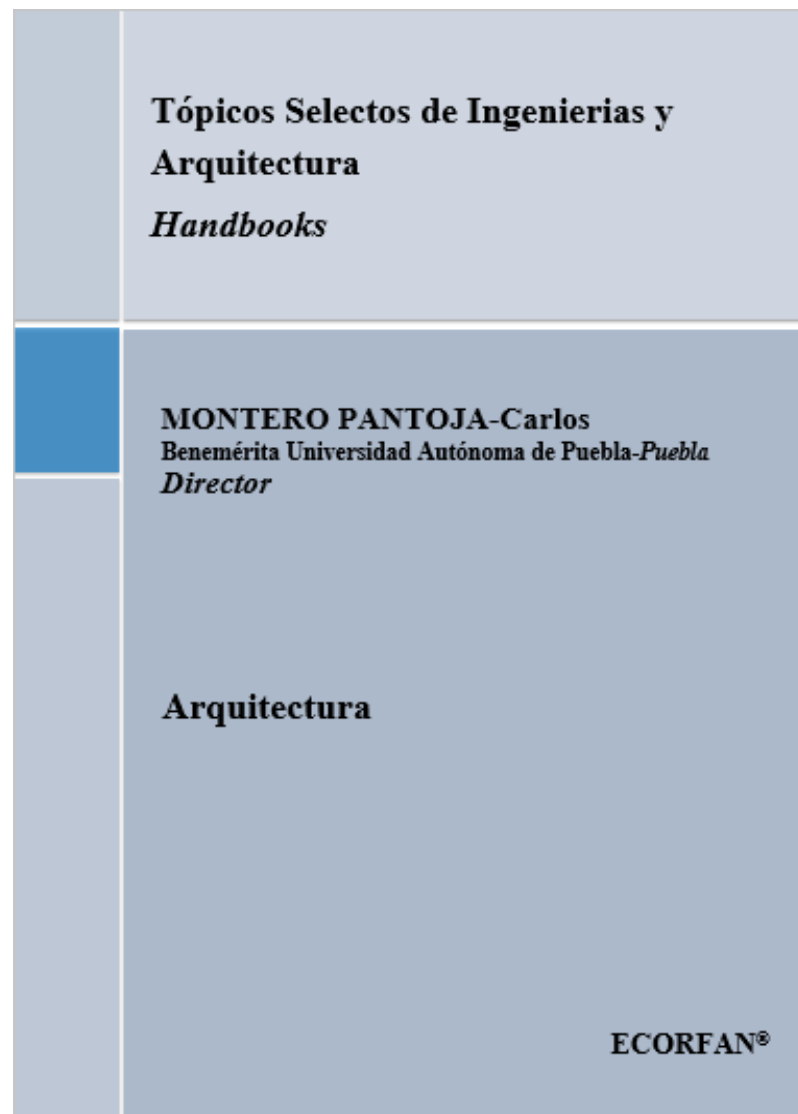 Tópicos Selectos de Ingenierias y
Arquitectura
Handbooks
MONTERO PANTOJA-Carlos
Benemérita Universidad Autónoma de Puebla-Puebla
Director
Arquitectura
ECORFAN®